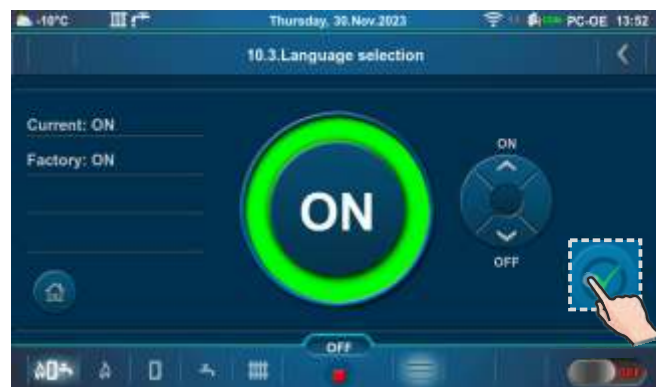 -10°C Thursday, 30.Nov.2023 PC-OE 13:52
10.3.Language selection
Current: ON
Factory: ON
ON
ON
OFF
OFF
OFF